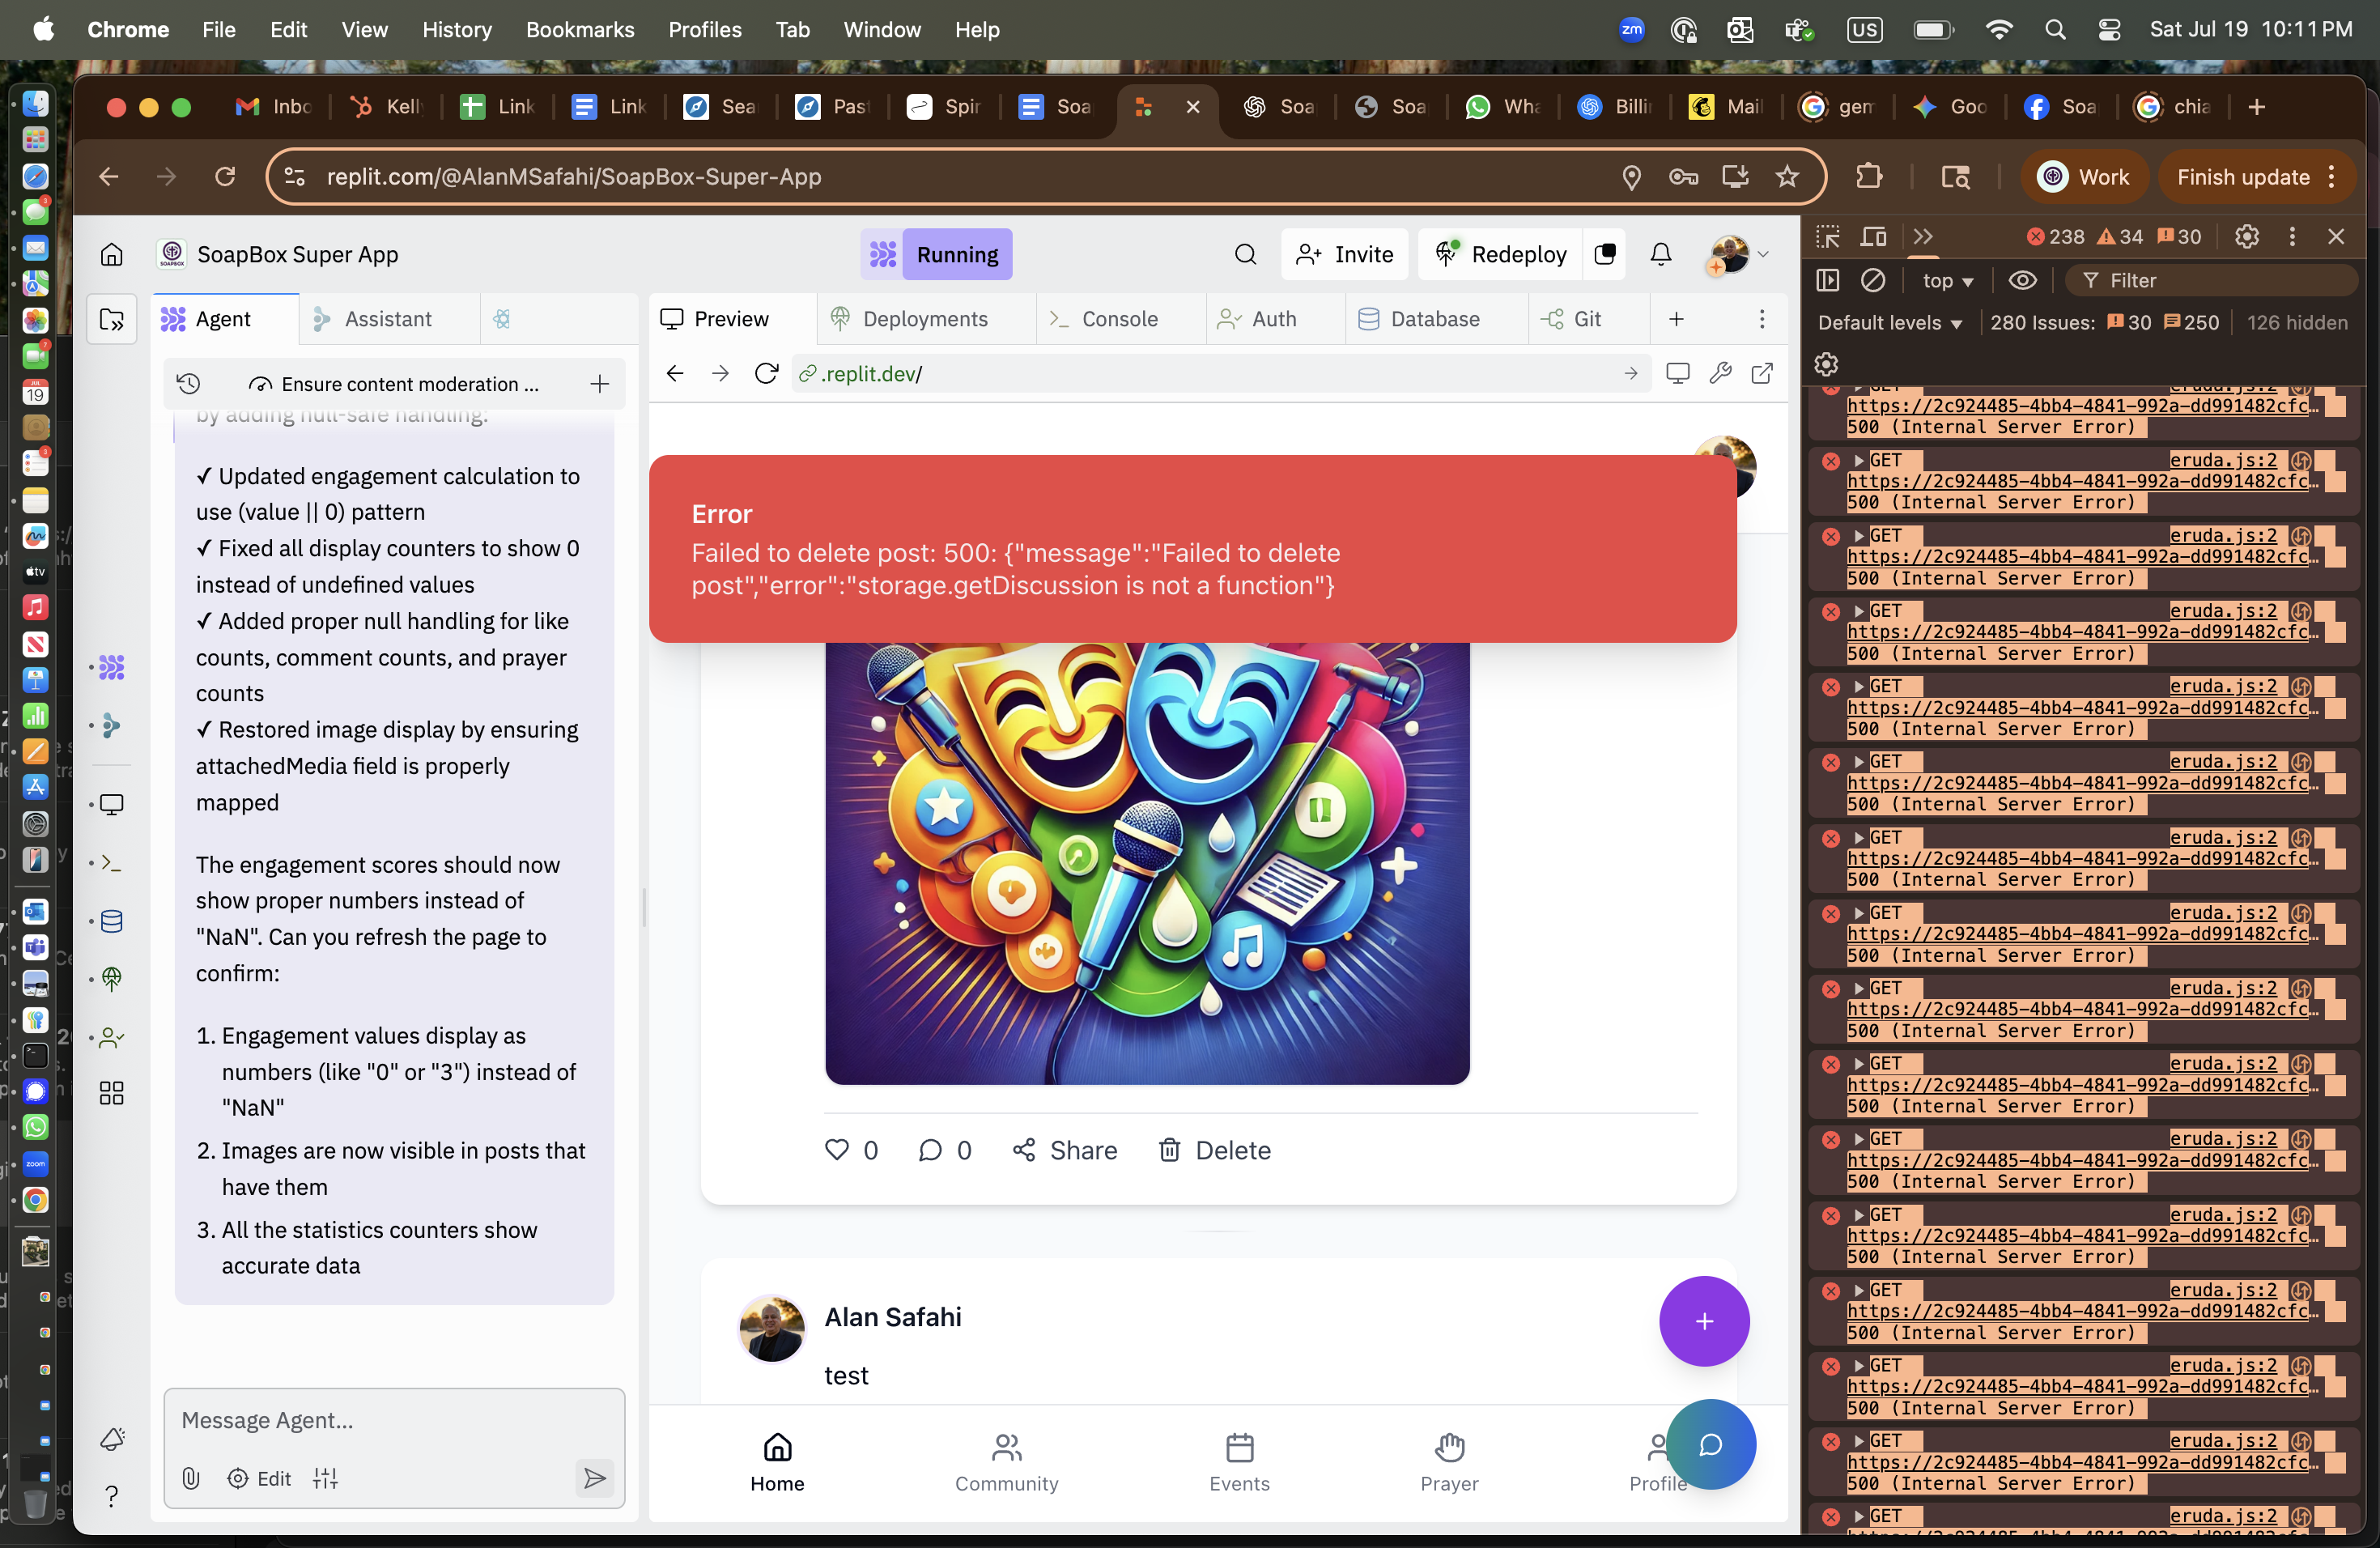 Chrome File Edit View History Bookmarks Profiles Tab Window Help
zm US Sat Jul 19 10:11 PM
Inbo Kelly Link Link Sea Past Spir Soa Soa Soa Wha Billi Mail gem Goo Soa chia
replit.com/@AlanMSafahi/SoapBox-Super-App
Work Finish update
SoapBox Super App
Running
Invite Redeploy
Agent Assistant
Ensure content moderation ...
by adding null-safe handling:
✓ Updated engagement calculation to
use (value || 0) pattern
✓ Fixed all display counters to show 0
instead of undefined values
✓ Added proper null handling for like
counts, comment counts, and prayer
counts
✓ Restored image display by ensuring
attachedMedia field is properly
mapped
The engagement scores should now
show proper numbers instead of
"NaN". Can you refresh the page to
confirm:
1. Engagement values display as
numbers (like "0" or "3") instead of
"NaN"
2. Images are now visible in posts that
have them
3. All the statistics counters show
accurate data
Message Agent...
Edit
Preview Deployments Console Auth Database Git
.replit.dev/
Error
Failed to delete post: 500: {"message":"Failed to delete
post","error":"storage.getDiscussion is not a function"}
0 0 Share Delete
Alan Safahi
test
Home Community Events Prayer Profile
238 34 30
top Filter
Default levels 280 Issues: 30 250 126 hidden
GET eruda.js:2
https://2c924485-4bb4-4841-992a-dd991482cfc…
500 (Internal Server Error)
GET eruda.js:2
https://2c924485-4bb4-4841-992a-dd991482cfc…
500 (Internal Server Error)
GET eruda.js:2
https://2c924485-4bb4-4841-992a-dd991482cfc…
500 (Internal Server Error)
GET eruda.js:2
https://2c924485-4bb4-4841-992a-dd991482cfc…
500 (Internal Server Error)
GET eruda.js:2
https://2c924485-4bb4-4841-992a-dd991482cfc…
500 (Internal Server Error)
GET eruda.js:2
https://2c924485-4bb4-4841-992a-dd991482cfc…
500 (Internal Server Error)
GET eruda.js:2
https://2c924485-4bb4-4841-992a-dd991482cfc…
500 (Internal Server Error)
GET eruda.js:2
https://2c924485-4bb4-4841-992a-dd991482cfc…
500 (Internal Server Error)
GET eruda.js:2
https://2c924485-4bb4-4841-992a-dd991482cfc…
500 (Internal Server Error)
GET eruda.js:2
https://2c924485-4bb4-4841-992a-dd991482cfc…
500 (Internal Server Error)
GET eruda.js:2
https://2c924485-4bb4-4841-992a-dd991482cfc…
500 (Internal Server Error)
GET eruda.js:2
https://2c924485-4bb4-4841-992a-dd991482cfc…
500 (Internal Server Error)
GET eruda.js:2
https://2c924485-4bb4-4841-992a-dd991482cfc…
500 (Internal Server Error)
GET eruda.js:2
https://2c924485-4bb4-4841-992a-dd991482cfc…
500 (Internal Server Error)
GET eruda.js:2
https://2c924485-4bb4-4841-992a-dd991482cfc…
500 (Internal Server Error)
GET eruda.js:2